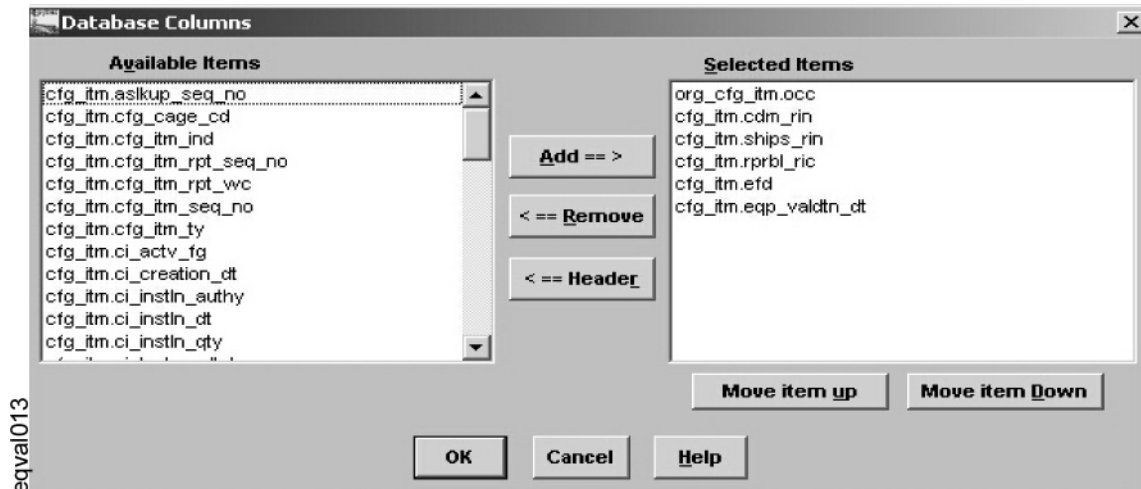 Database Columns
Available Items
cfg_itm.aslkup_seq_no
cfg_itm.cfg_cage_cd
cfg_itm.cfg_itm_ind
cfg_itm.cfg_itm_rpt_seq_no
cfg_itm.cfg_itm_rpt_wc
cfg_itm.cfg_itm_seq_no
cfg_itm.cfg_itm_ty
cfg_itm.ci_actv_fg
cfg_itm.ci_creation_dt
cfg_itm.ci_instln_authy
cfg_itm.ci_instln_dt
cfg_itm.ci_instln_qty
Add == >
< == Remove
< == Header
Selected Items
org_cfg_itm.occ
cfg_itm.cdm_rin
cfg_itm.ships_rin
cfg_itm.rprbl_ric
cfg_itm.efd
cfg_itm.eqp_valdtn_dt
Move item up
Move item Down
OK
Cancel
Help
eqval013